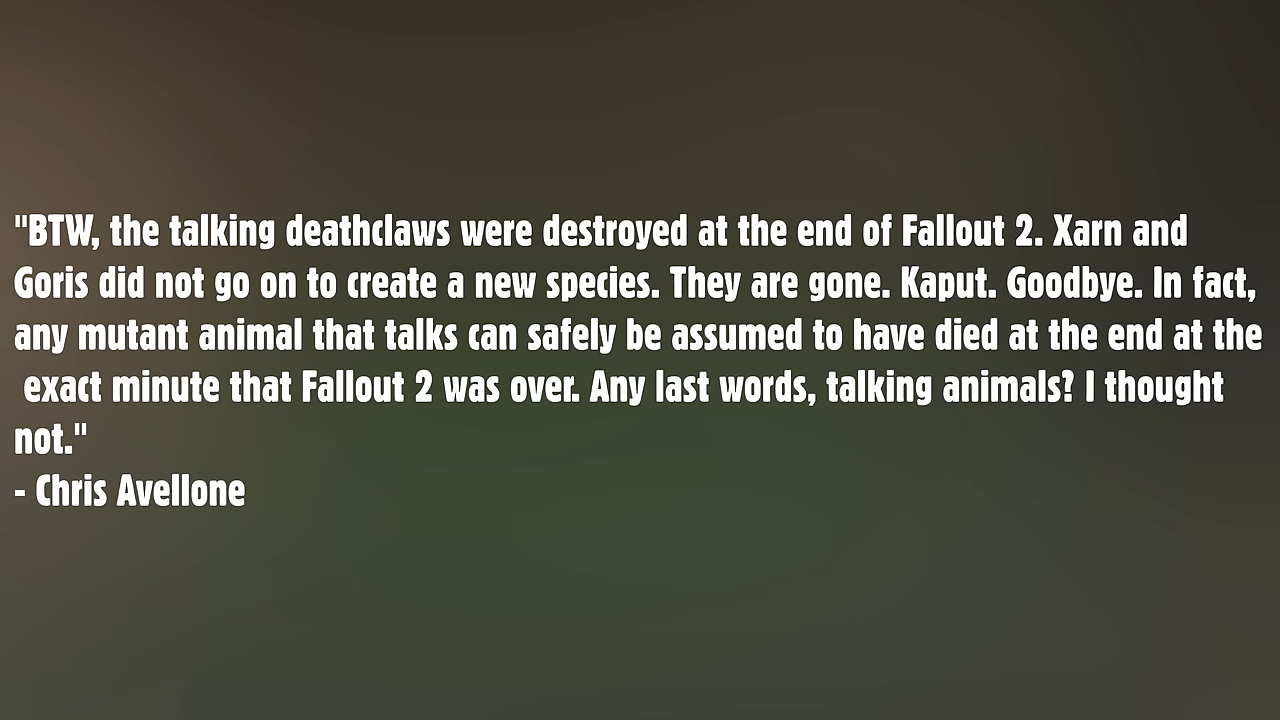 "BTW, the talking deathclaws were destroyed at the end of Fallout 2. Xarn and
Goris did not go on to create a new species. They are gone. Kaput. Goodbye. In fact,
any mutant animal that talks can safely be assumed to have died at the end at the
exact minute that Fallout 2 was over. Any last words, talking animals? I thought
not."
- Chris Avellone